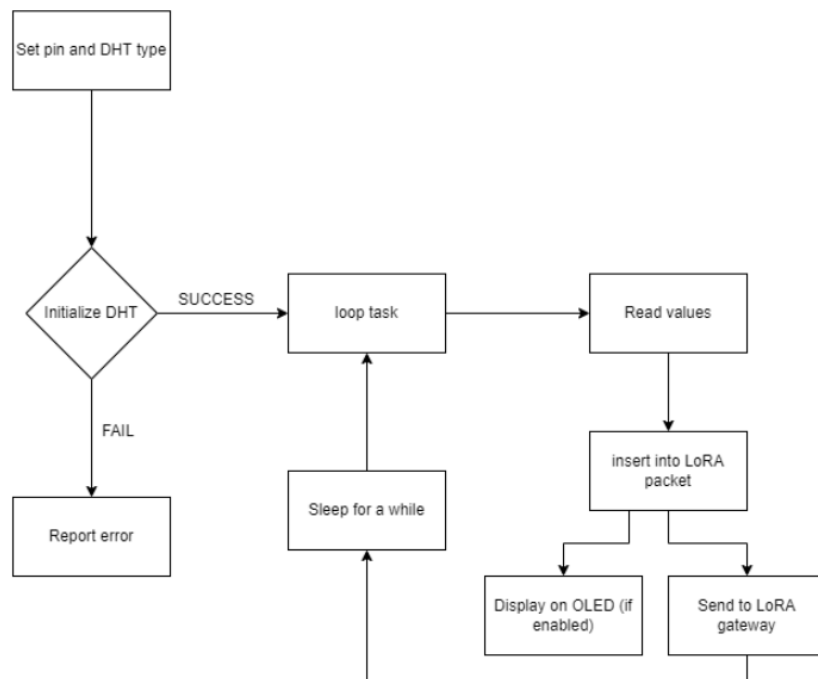 Set pin and DHT type
Initialize DHT
SUCCESS
loop task
Read values
FAIL
insert into LoRA
packet
Sleep for a while
Report error
Display on OLED (if
enabled)
Send to LoRA
gateway